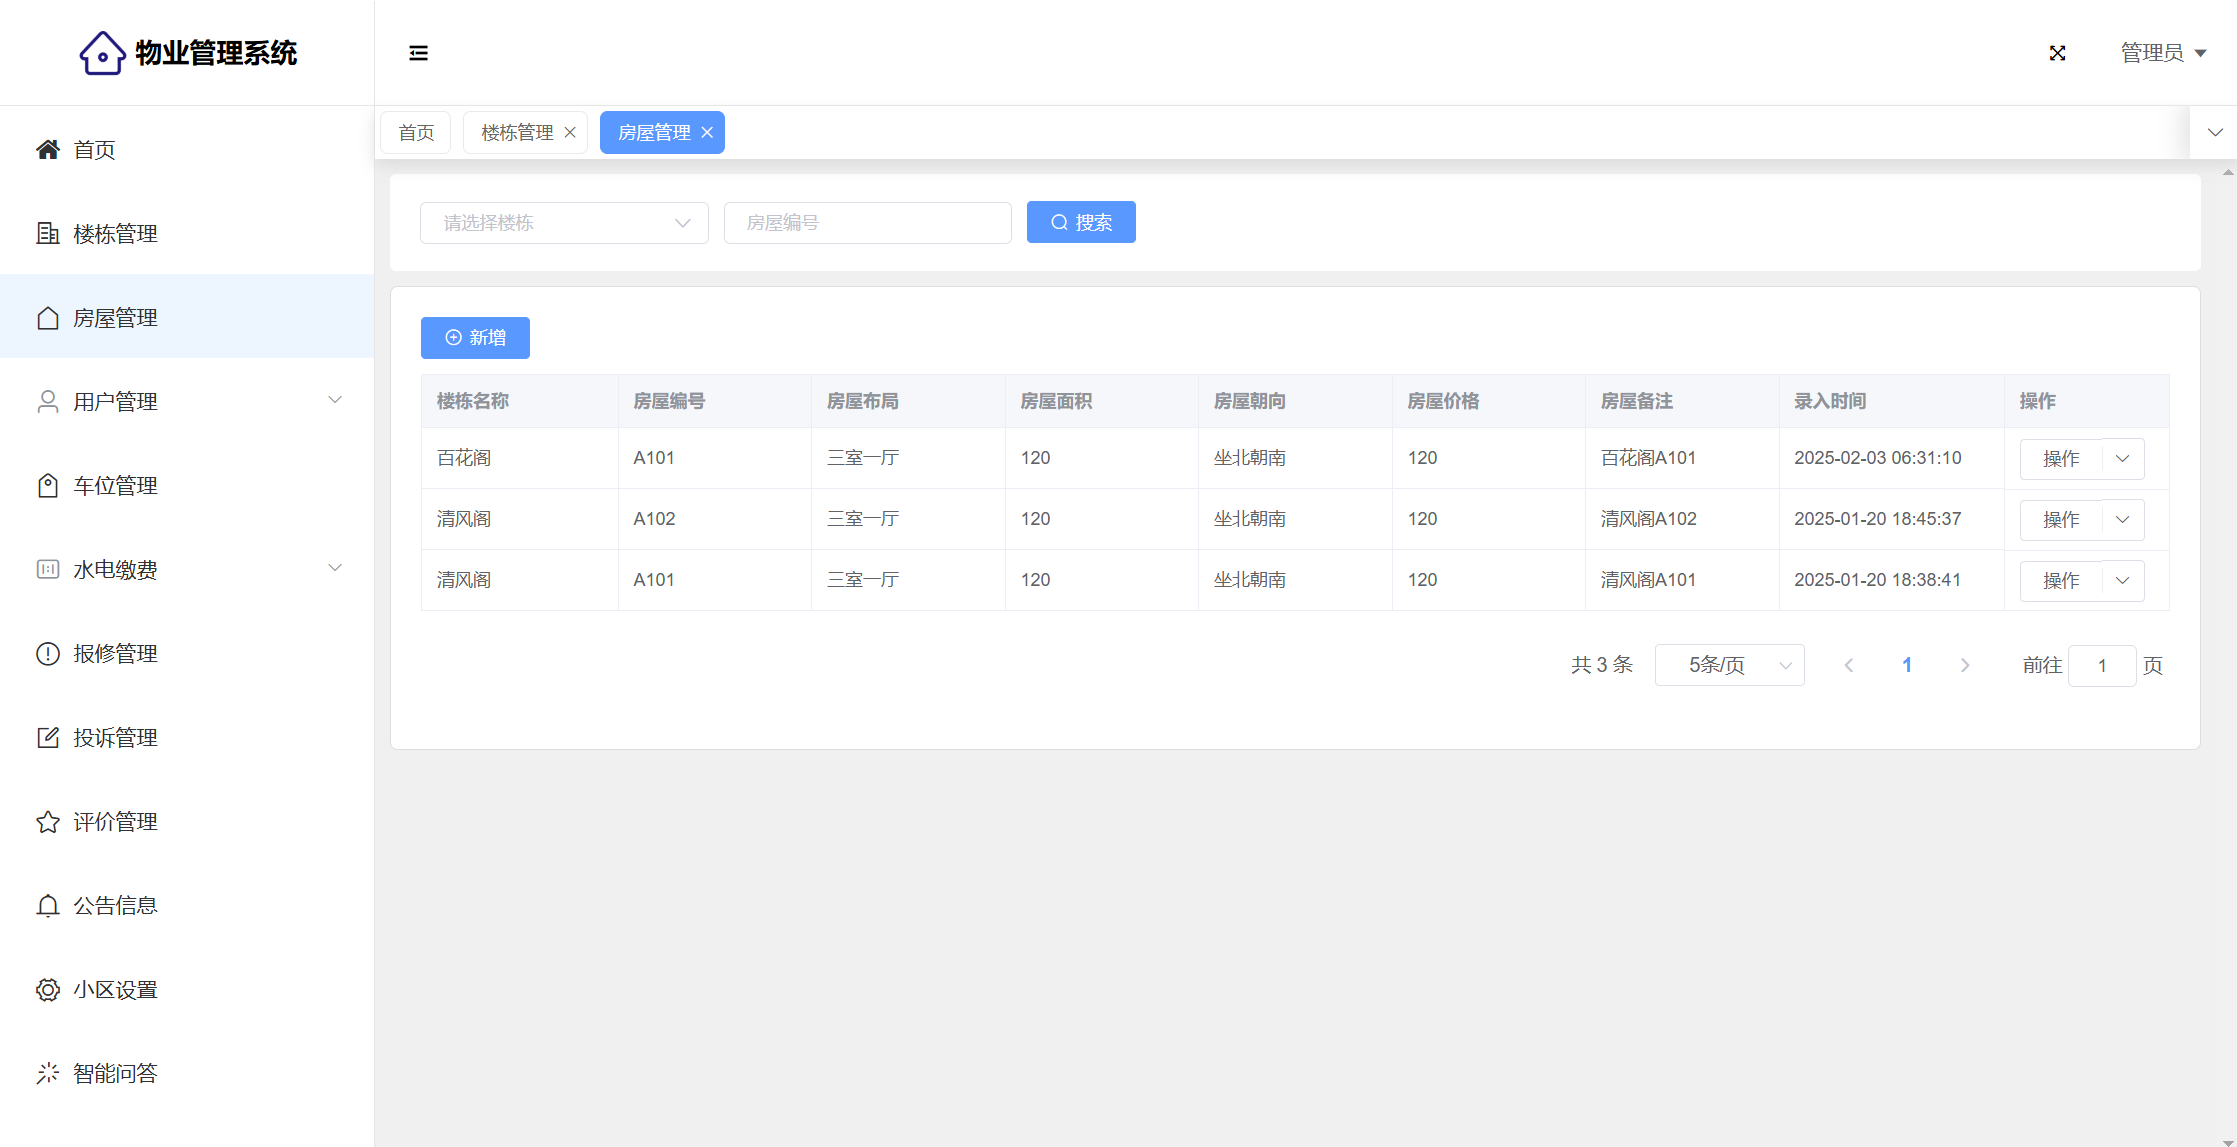 物业管理系统
管理员
首页
楼栋管理
房屋管理
用户管理
车位管理
水电缴费
报修管理
投诉管理
评价管理
公告信息
小区设置
智能问答
首页 楼栋管理 房屋管理
请选择楼栋 房屋编号 搜索
新增
楼栋名称 房屋编号 房屋布局 房屋面积 房屋朝向 房屋价格 房屋备注 录入时间 操作
百花阁 A101 三室一厅 120 坐北朝南 120 百花阁A101 2025-02-03 06:31:10 操作
清风阁 A102 三室一厅 120 坐北朝南 120 清风阁A102 2025-01-20 18:45:37 操作
清风阁 A101 三室一厅 120 坐北朝南 120 清风阁A101 2025-01-20 18:38:41 操作
共 3 条 5条/页 1 前往 1 页